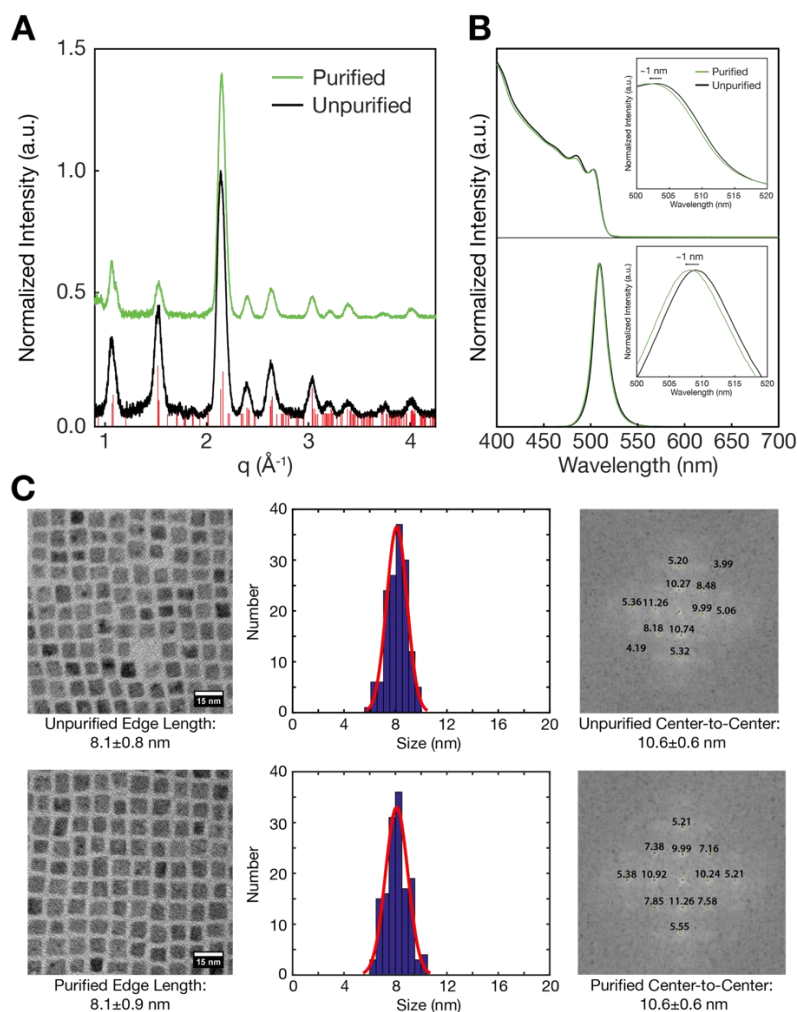 A
1.5
1.0
0.5
0.0
Normalized Intensity (a.u.)
Purified
Unpurified
1 2 3 4
q (Å-1)
B
Normalized Intensity (a.u.)
~1 nm
Purified
Unpurified
Normalized Intensity (a.u.)
500 505 510 515 520
Wavelength (nm)
~1 nm
Normalized Intensity (a.u.)
500 505 510 515 520
Wavelength (nm)
400 450 500 550 600 650 700
Wavelength (nm)
C
15 nm
Unpurified Edge Length:
8.1±0.8 nm
40
30
20
10
0
Number
0 4 8 12 16 20
Size (nm)
5.20 3.99
10.27 8.48
5.36 11.26 9.99 5.06
8.18 10.74
4.19 5.32
Unpurified Center-to-Center:
10.6±0.6 nm
15 nm
Purified Edge Length:
8.1±0.9 nm
40
30
20
10
0
Number
0 4 8 12 16 20
Size (nm)
5.21
7.38 9.99 7.16
5.38 10.92 10.24 5.21
7.85 11.26 7.58
5.55
Purified Center-to-Center:
10.6±0.6 nm